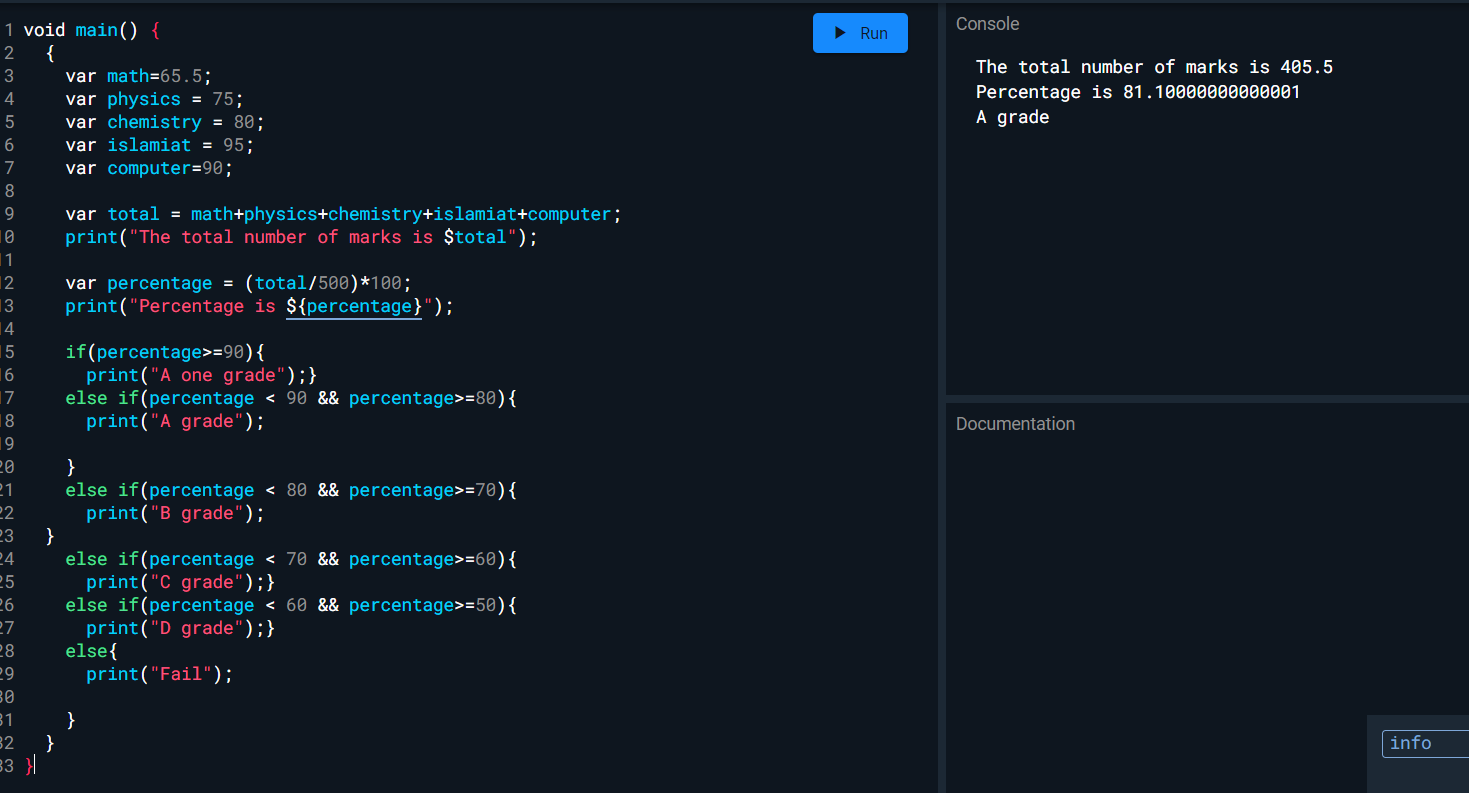 1 void main() {
2 {
3 var math=65.5;
4 var physics = 75;
5 var chemistry = 80;
6 var islamiat = 95;
7 var computer=90;
8
9 var total = math+physics+chemistry+islamiat+computer;
10 print("The total number of marks is $total");
11
12 var percentage = (total/500)*100;
13 print("Percentage is ${percentage}");
14
15 if(percentage>=90){
16 print("A one grade");}
17 else if(percentage < 90 && percentage>=80){
18 print("A grade");
19
20 }
21 else if(percentage < 80 && percentage>=70){
22 print("B grade");
23 }
24 else if(percentage < 70 && percentage>=60){
25 print("C grade");}
26 else if(percentage < 60 && percentage>=50){
27 print("D grade");}
28 else{
29 print("Fail");
30
31 }
32 }
33 }
Run
Console
The total number of marks is 405.5
Percentage is 81.10000000000001
A grade
Documentation
info